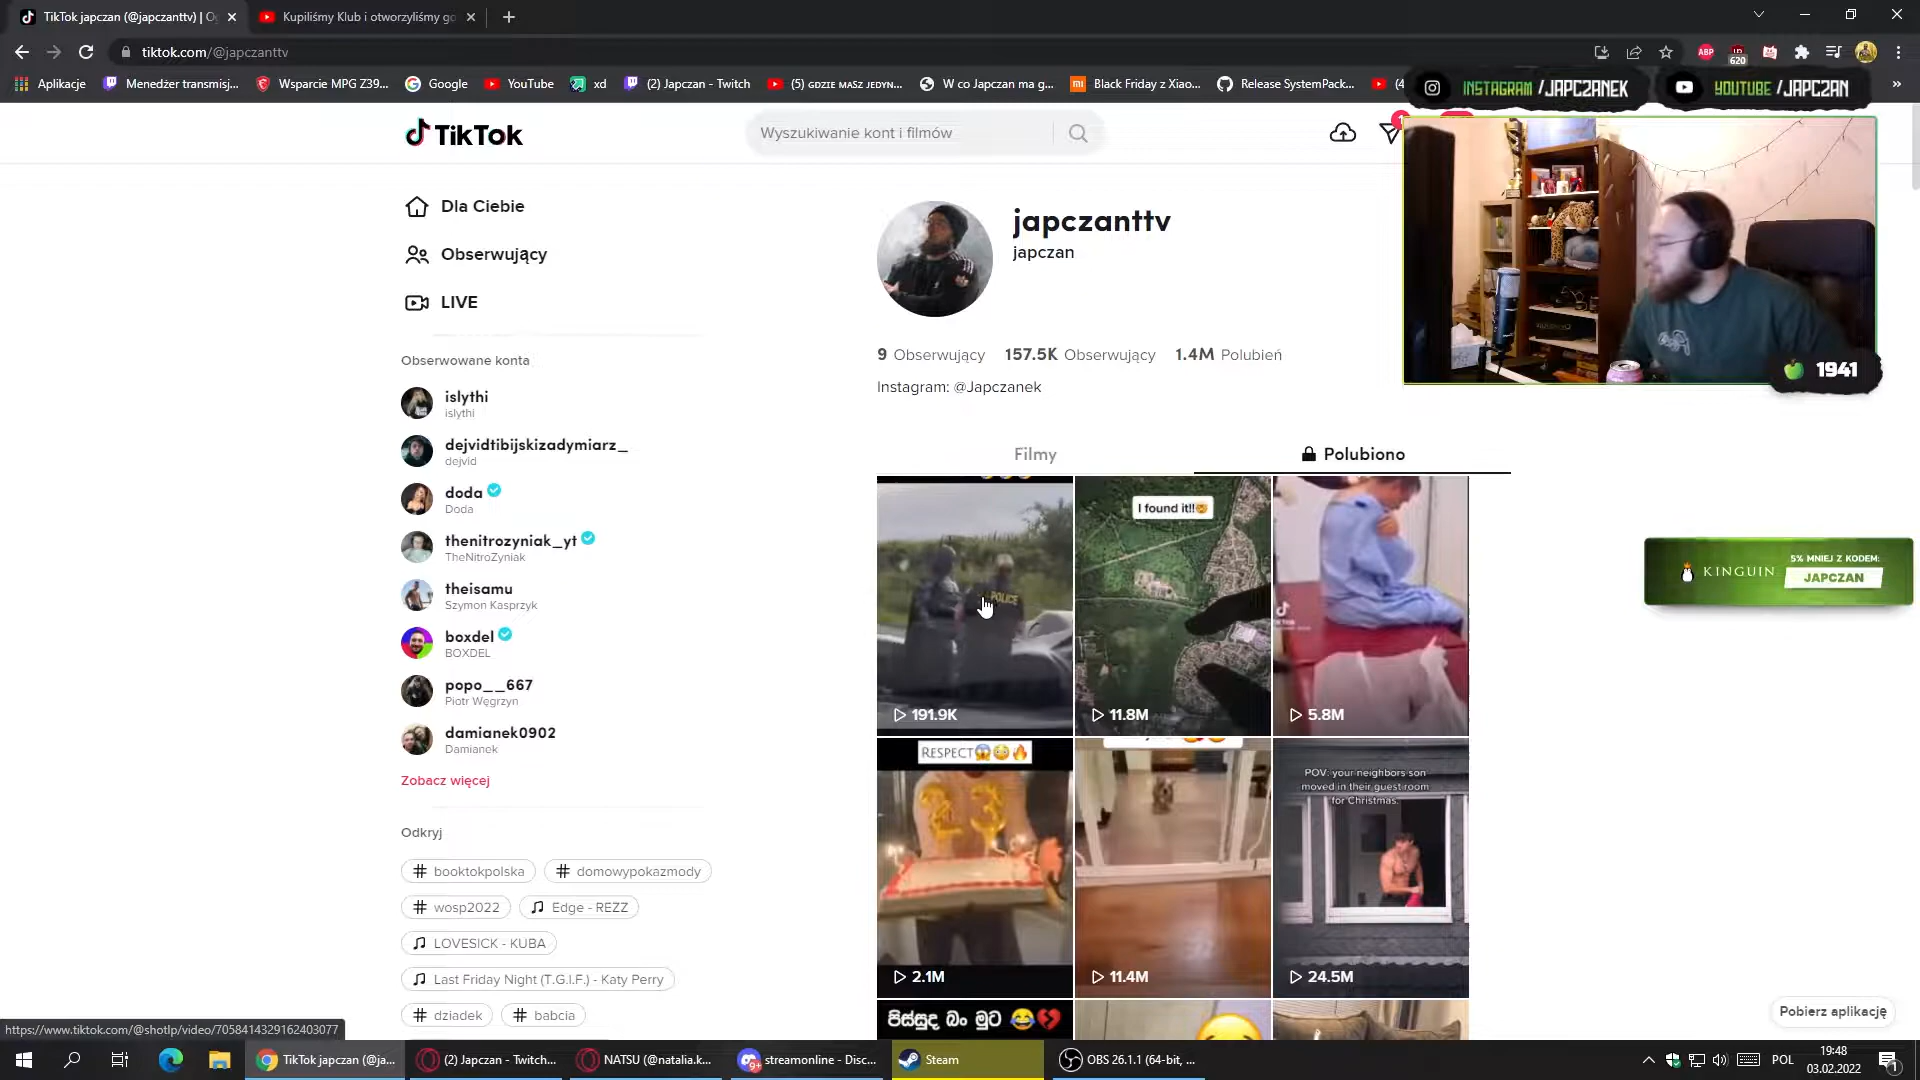 TikTok japczan (@japczanttv) | Og
Kupiliśmy Klub i otworzyliśmy go
tiktok.com/@japczanttv
620
Aplikacje
Menedżer transmisj...
Wsparcie MPG Z39...
Google
YouTube
xd
(2) Japczan - Twitch
(5) GDZIE MASZ JEDYN...
W co Japczan ma g...
Black Friday z Xiao...
Release SystemPack...
(4
»
INSTAGRAM /JAPCZANEK
YOUTUBE /JAPCZAN
TikTok
Wyszukiwanie kont i filmów
Dla Ciebie
Obserwujący
LIVE
Obserwowane konta
islythi
islythi
dejvidtibijskizadymiarz_
dejvid
doda
Doda
thenitrozyniak_yt
TheNitroZyniak
theisamu
Szymon Kasprzyk
boxdel
BOXDEL
popo__667
Piotr Węgrzyn
damianek0902
Damianek
Zobacz więcej
Odkryj
# booktokpolska
# domowypokazmody
# wosp2022
Edge - REZZ
LOVESICK - KUBA
Last Friday Night (T.G.I.F.) - Katy Perry
# dziadek
# babcia
japczanttv
japczan
9 Obserwujący 157.5K Obserwujący 1.4M Polubień
Instagram: @Japczanek
Filmy
Polubiono
POLICE
191.9K
I found it!!🤯
11.8M
5.8M
RESPECT😱😳🔥
23
2.1M
11.4M
POV: your neighbors son
moved in their guest room
for Christmas.
24.5M
පිස්සුද බං මුට 😂💔
1941
KINGUIN
5% MNIEJ Z KODEM:
JAPCZAN
Pobierz aplikację
https://www.tiktok.com/@shotlp/video/7058414329162403077
TikTok japczan (@ja...
(2) Japczan - Twitch...
NATSU (@natalia.k...
streamonline - Disc...
Steam
OBS 26.1.1 (64-bit, ...
POL
19:48
03.02.2022